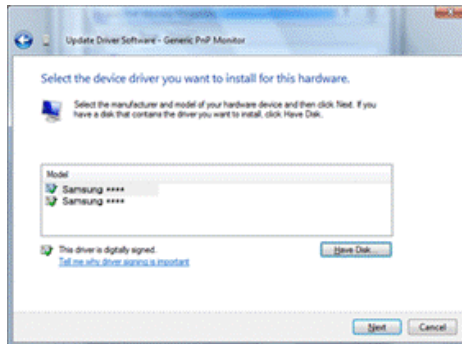 Update Driver Software - Generic PnP Monitor
Select the device driver you want to install for this hardware.
Select the manufacturer and model of your hardware device and then click Next. If you
have a disk that contains the driver you want to install, click Have Disk.
Model
Samsung ****
Samsung ****
This driver is digitally signed.
Have Disk...
Tell me why driver signing is important
Next
Cancel